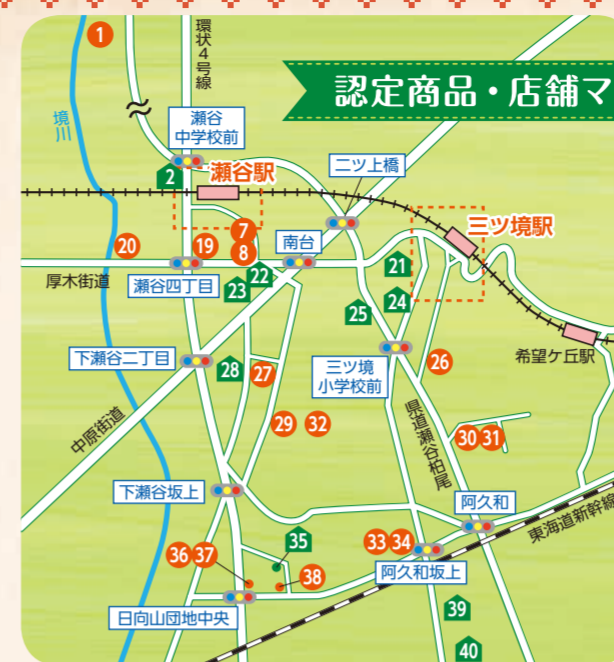 1
環状4号線
認定商品・店舗マ
境川
瀬谷
中学校前
2
瀬谷駅
二ツ上橋
三ツ境駅
7
8
20
19
南台
厚木街道
瀬谷四丁目
22
23
21
24
25
下瀬谷二丁目
28
27
三ツ境
小学校前
26
希望ケ丘駅
中原街道
29
32
県道瀬谷柏尾
30
31
下瀬谷坂上
阿久和
東海道新幹線
35
33
34
36
37
38
阿久和坂上
日向山団地中央
39
40